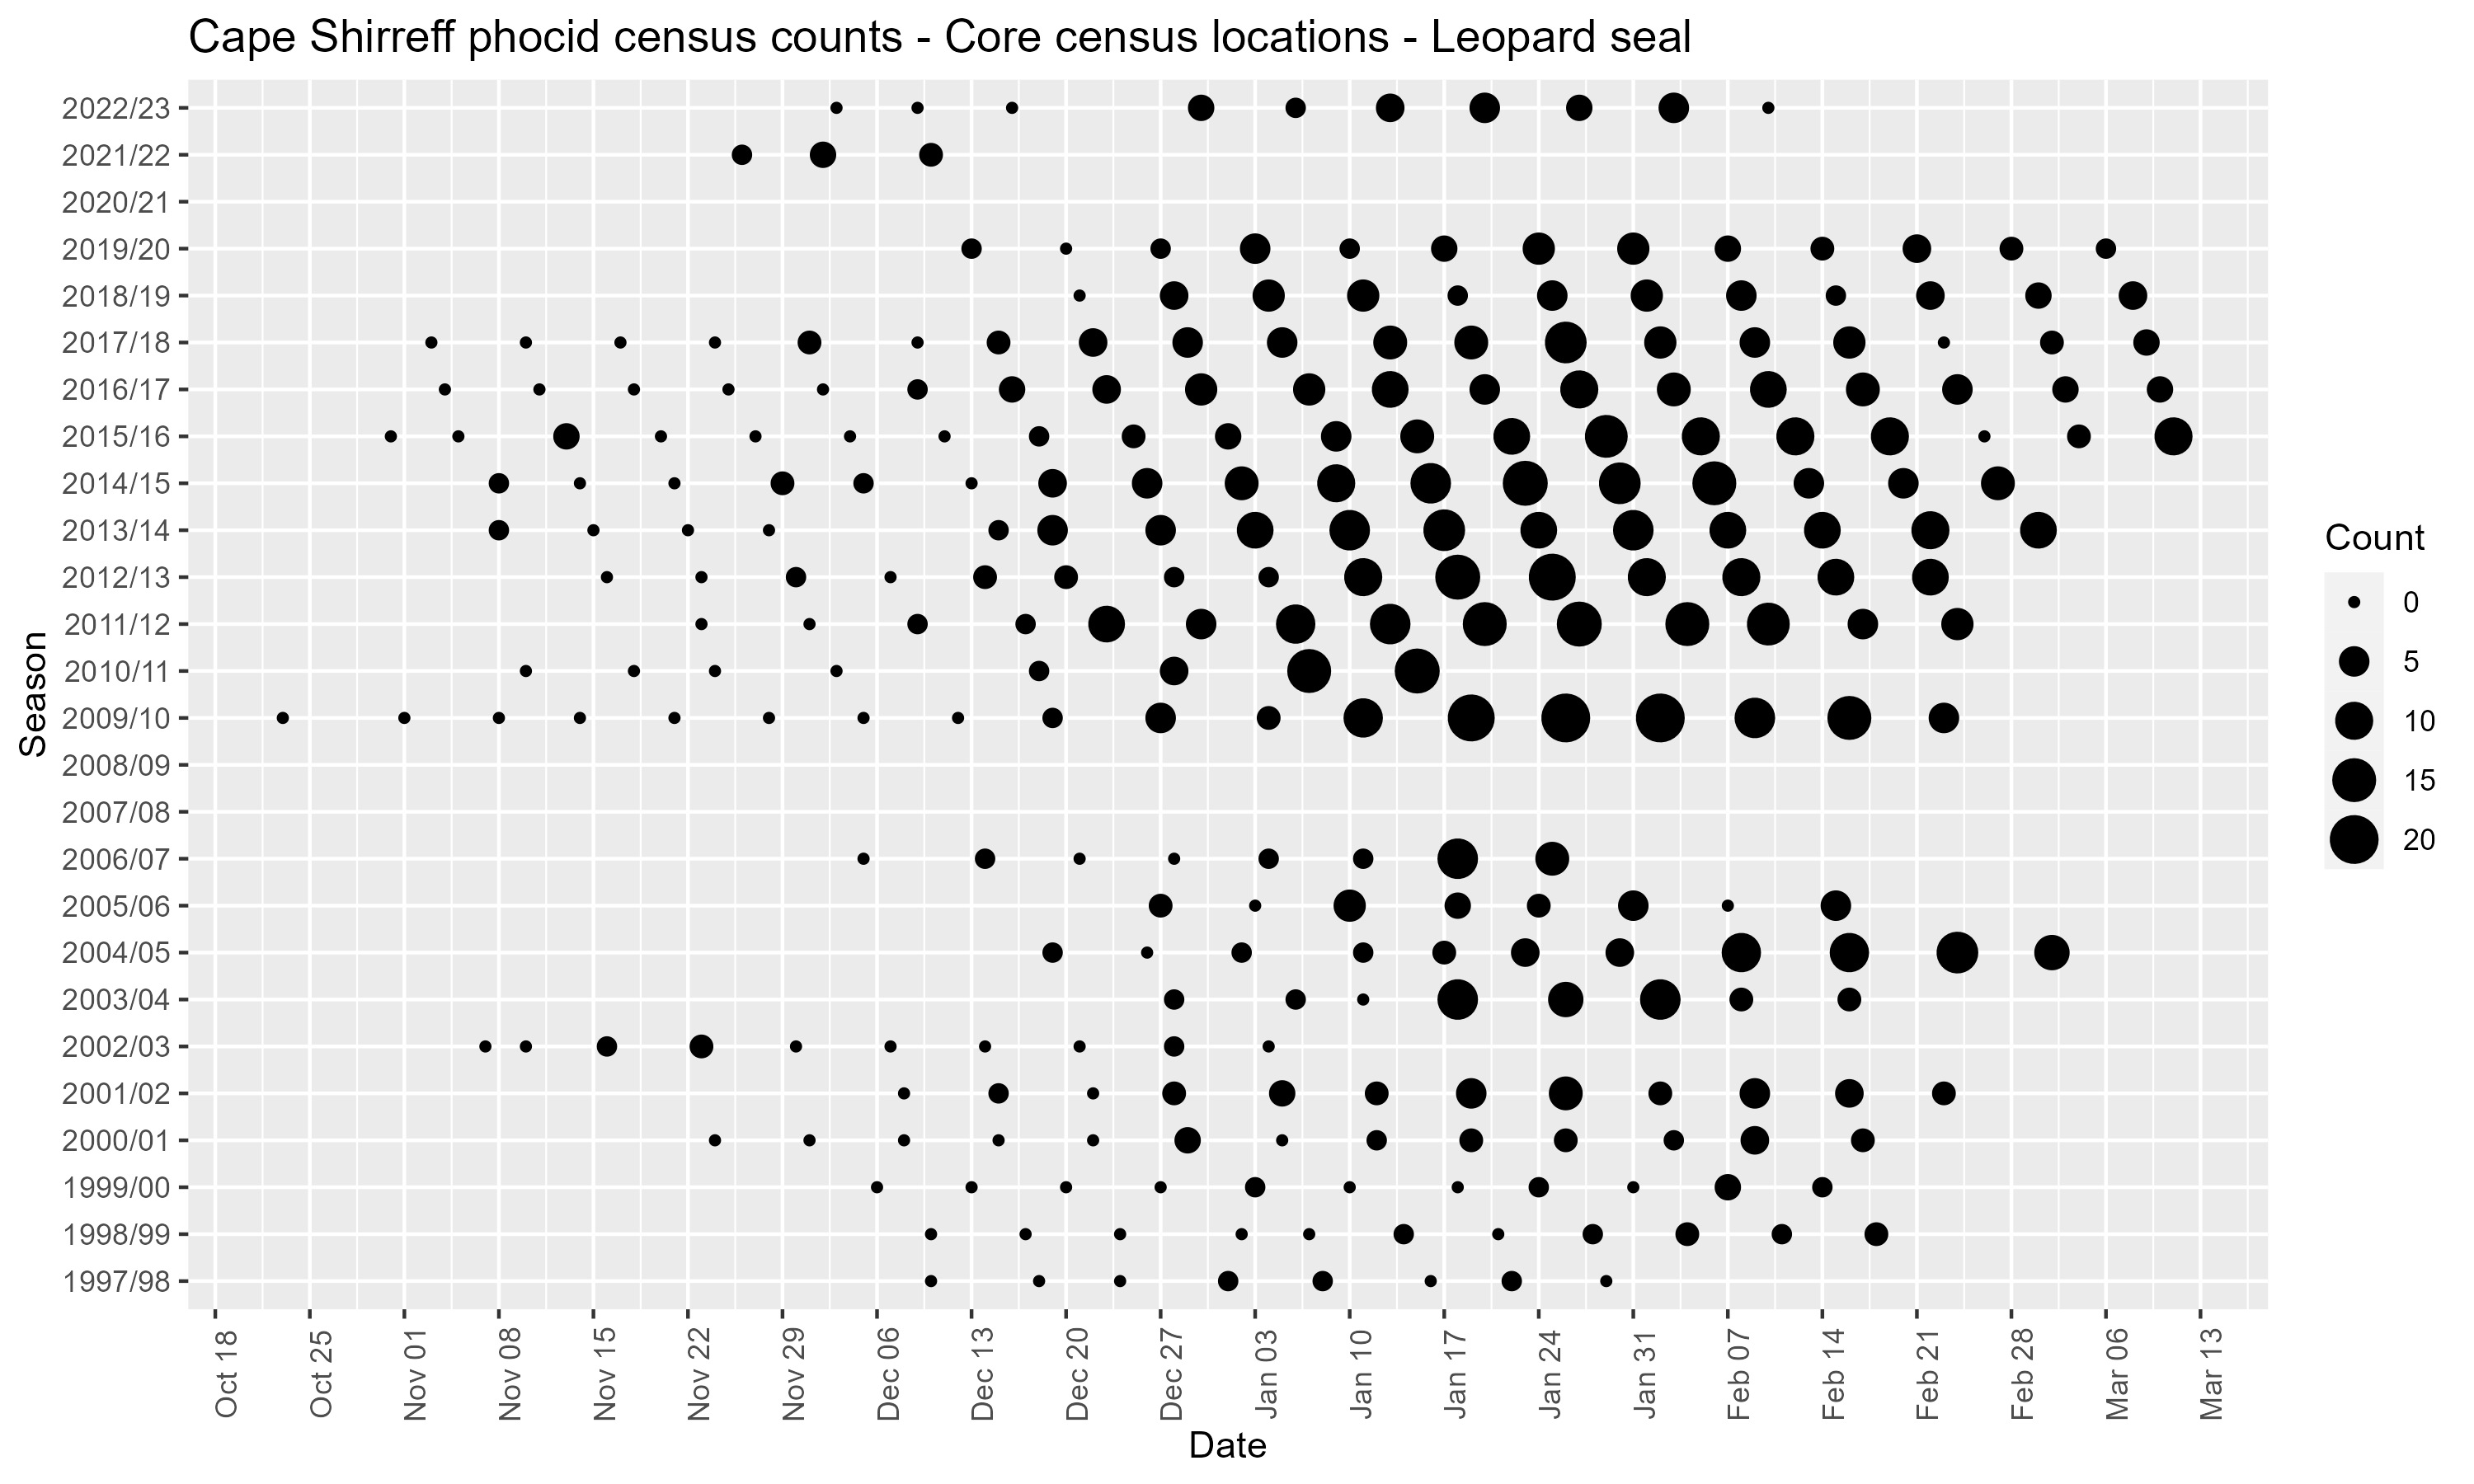 Cape Shirreff phocid census counts - Core census locations - Leopard seal
Season
2022/23
2021/22
2020/21
2019/20
2018/19
2017/18
2016/17
2015/16
2014/15
2013/14
2012/13
2011/12
2010/11
2009/10
2008/09
2007/08
2006/07
2005/06
2004/05
2003/04
2002/03
2001/02
2000/01
1999/00
1998/99
1997/98
Oct 18
Oct 25
Nov 01
Nov 08
Nov 15
Nov 22
Nov 29
Dec 06
Dec 13
Dec 20
Dec 27
Jan 03
Jan 10
Jan 17
Jan 24
Jan 31
Feb 07
Feb 14
Feb 21
Feb 28
Mar 06
Mar 13
Date
Count
0
5
10
15
20